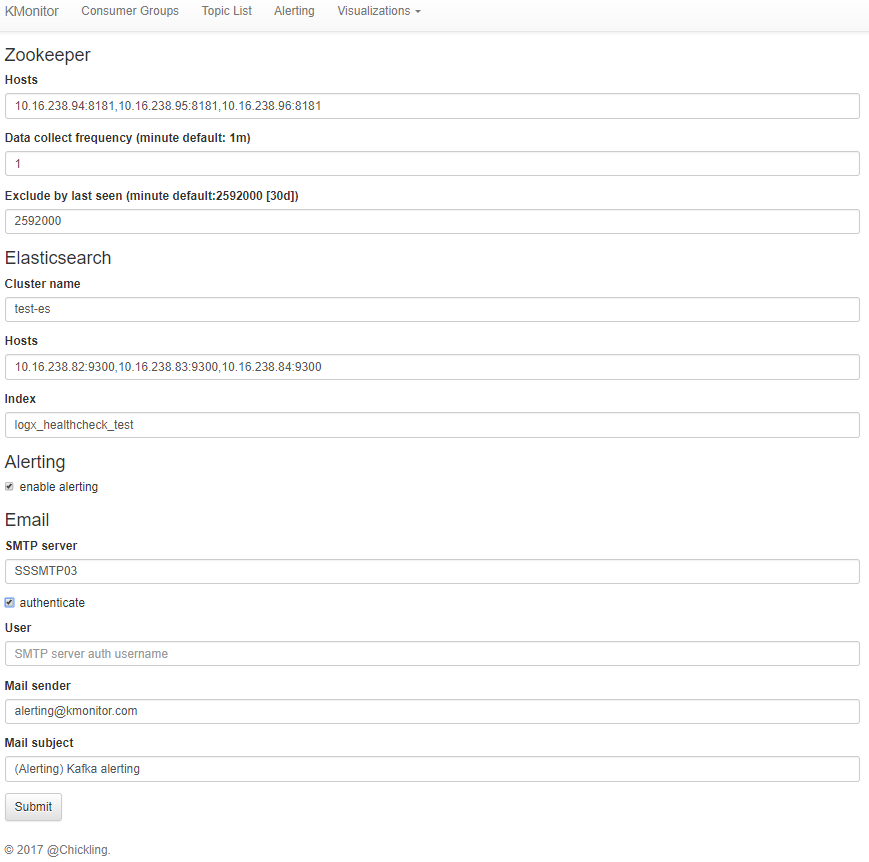 KMonitor Consumer Groups Topic List Alerting Visualizations
Zookeeper
Hosts
10.16.238.94:8181,10.16.238.95:8181,10.16.238.96:8181
Data collect frequency (minute default: 1m)
1
Exclude by last seen (minute default:2592000 [30d])
2592000
Elasticsearch
Cluster name
test-es
Hosts
10.16.238.82:9300,10.16.238.83:9300,10.16.238.84:9300
Index
logx_healthcheck_test
Alerting
enable alerting
Email
SMTP server
SSSMTP03
authenticate
User
SMTP server auth username
Mail sender
alerting@kmonitor.com
Mail subject
(Alerting) Kafka alerting
Submit
© 2017 @Chickling.